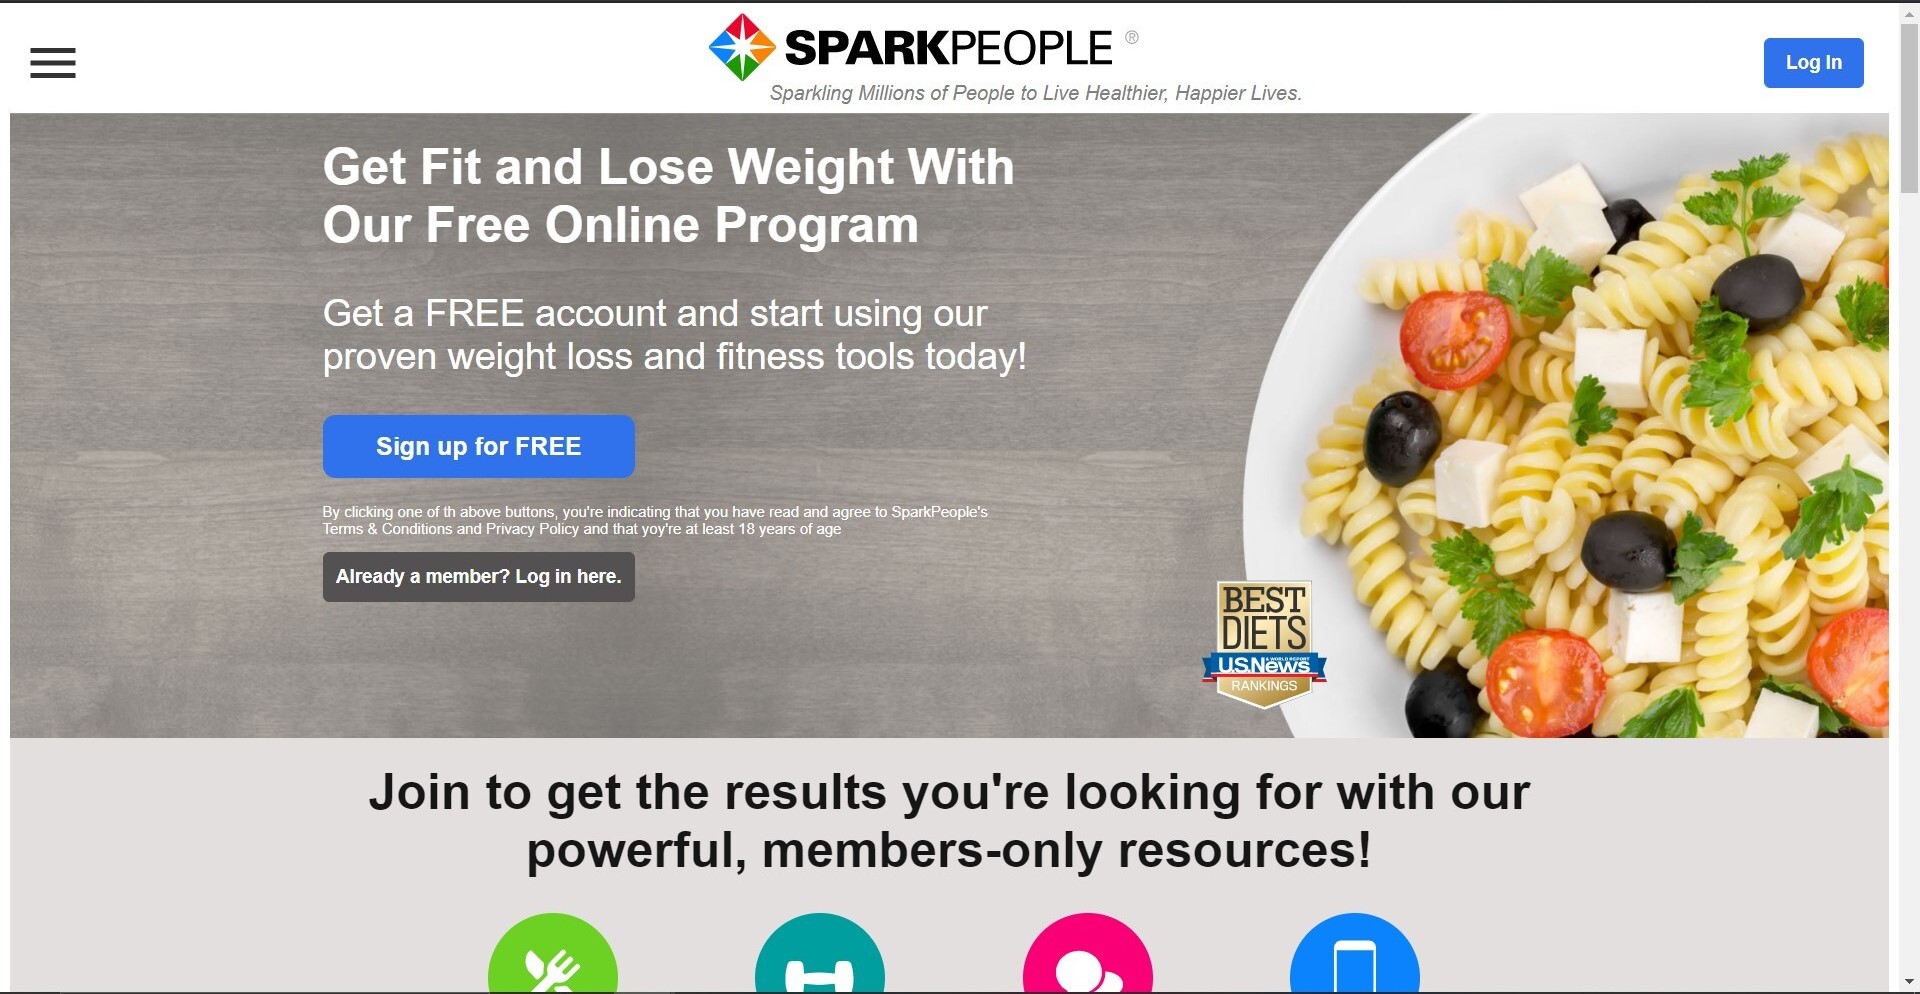 SPARKPEOPLE ®
Sparkling Millions of People to Live Healthier, Happier Lives.
Log In
Get Fit and Lose Weight With
Our Free Online Program
Get a FREE account and start using our
proven weight loss and fitness tools today!
Sign up for FREE
By clicking one of th above buttons, you're indicating that you have read and agree to SparkPeople's
Terms & Conditions and Privacy Policy and that yoy're at least 18 years of age
Already a member? Log in here.
BEST
DIETS
U.S.News
& WORLD REPORT
RANKINGS
Join to get the results you're looking for with our
powerful, members-only resources!